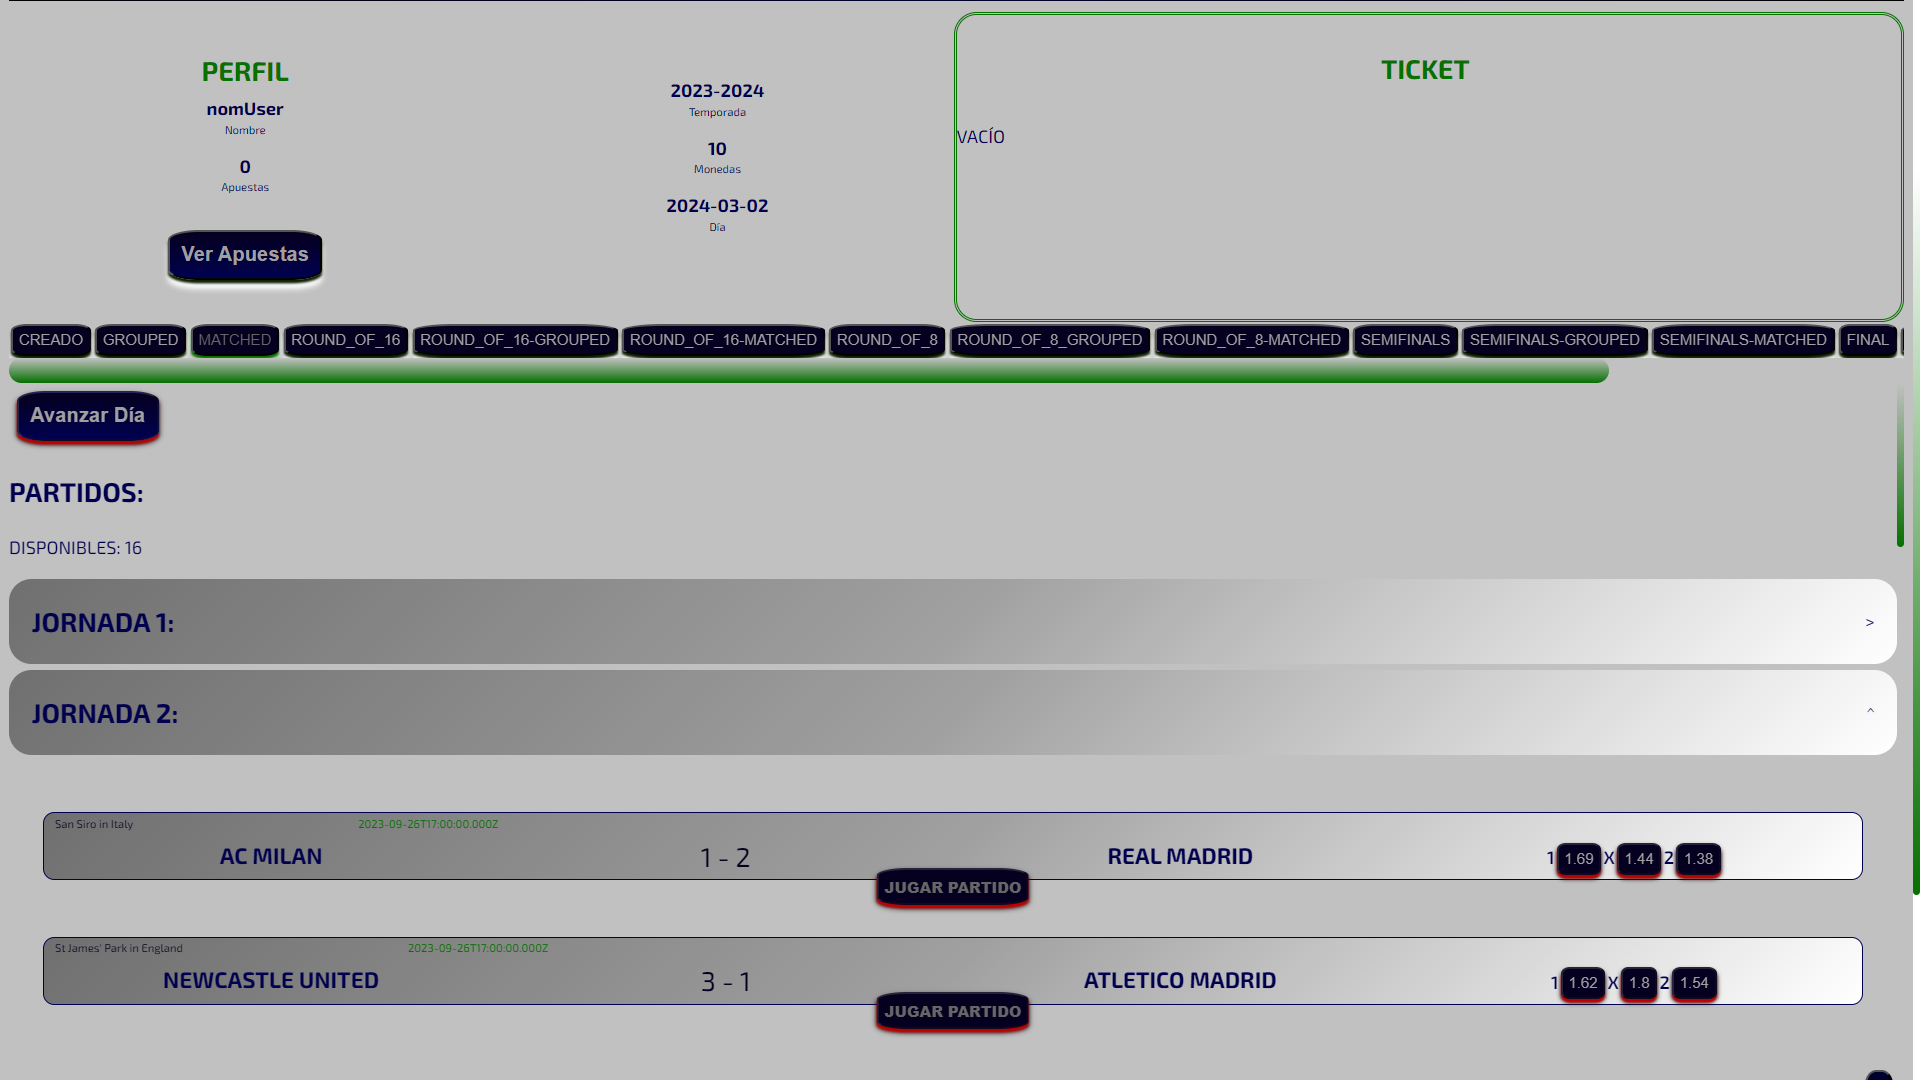 PERFIL
nomUser
Nombre
0
Apuestas
Ver Apuestas
2023-2024
Temporada
10
Monedas
2024-03-02
Día
TICKET
VACÍO
CREADO GROUPED MATCHED ROUND_OF_16 ROUND_OF_16-GROUPED ROUND_OF_16-MATCHED ROUND_OF_8 ROUND_OF_8_GROUPED ROUND_OF_8-MATCHED SEMIFINALS SEMIFINALS-GROUPED SEMIFINALS-MATCHED FINAL
Avanzar Día
PARTIDOS:
DISPONIBLES: 16
JORNADA 1: >
JORNADA 2: ^
San Siro in Italy 2023-09-26T17:00:00.000Z
AC MILAN 1 - 2 REAL MADRID 1 1.69 X 1.44 2 1.38
JUGAR PARTIDO
St James' Park in England 2023-09-26T17:00:00.000Z
NEWCASTLE UNITED 3 - 1 ATLETICO MADRID 1 1.62 X 1.8 2 1.54
JUGAR PARTIDO